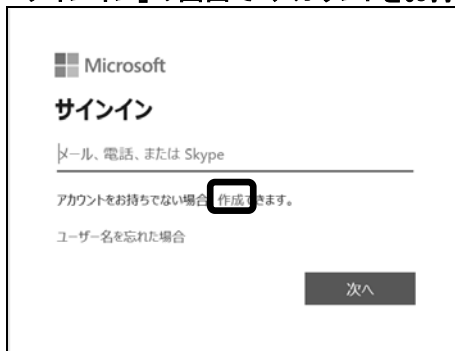 Microsoft
サインイン
メール、電話、または Skype
アカウントをお持ちでない場合、作成できます。
ユーザー名を忘れた場合
次へ